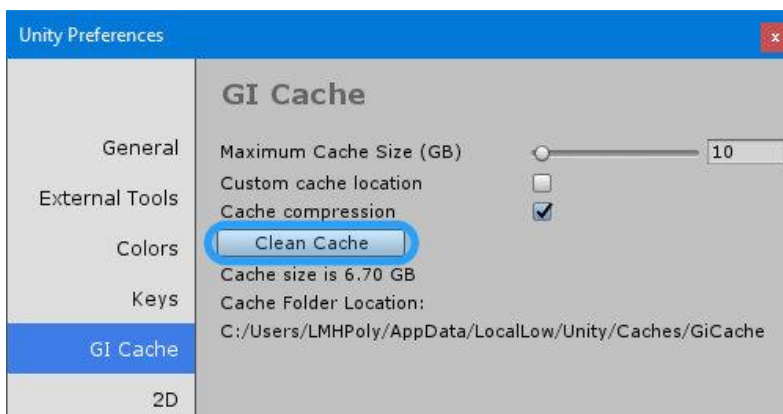 Unity Preferences
x
General
External Tools
Colors
Keys
GI Cache
2D
GI Cache
Maximum Cache Size (GB) 10
Custom cache location
Cache compression
Clean Cache
Cache size is 6.70 GB
Cache Folder Location:
C:/Users/LMHPoly/AppData/LocalLow/Unity/Caches/GiCache